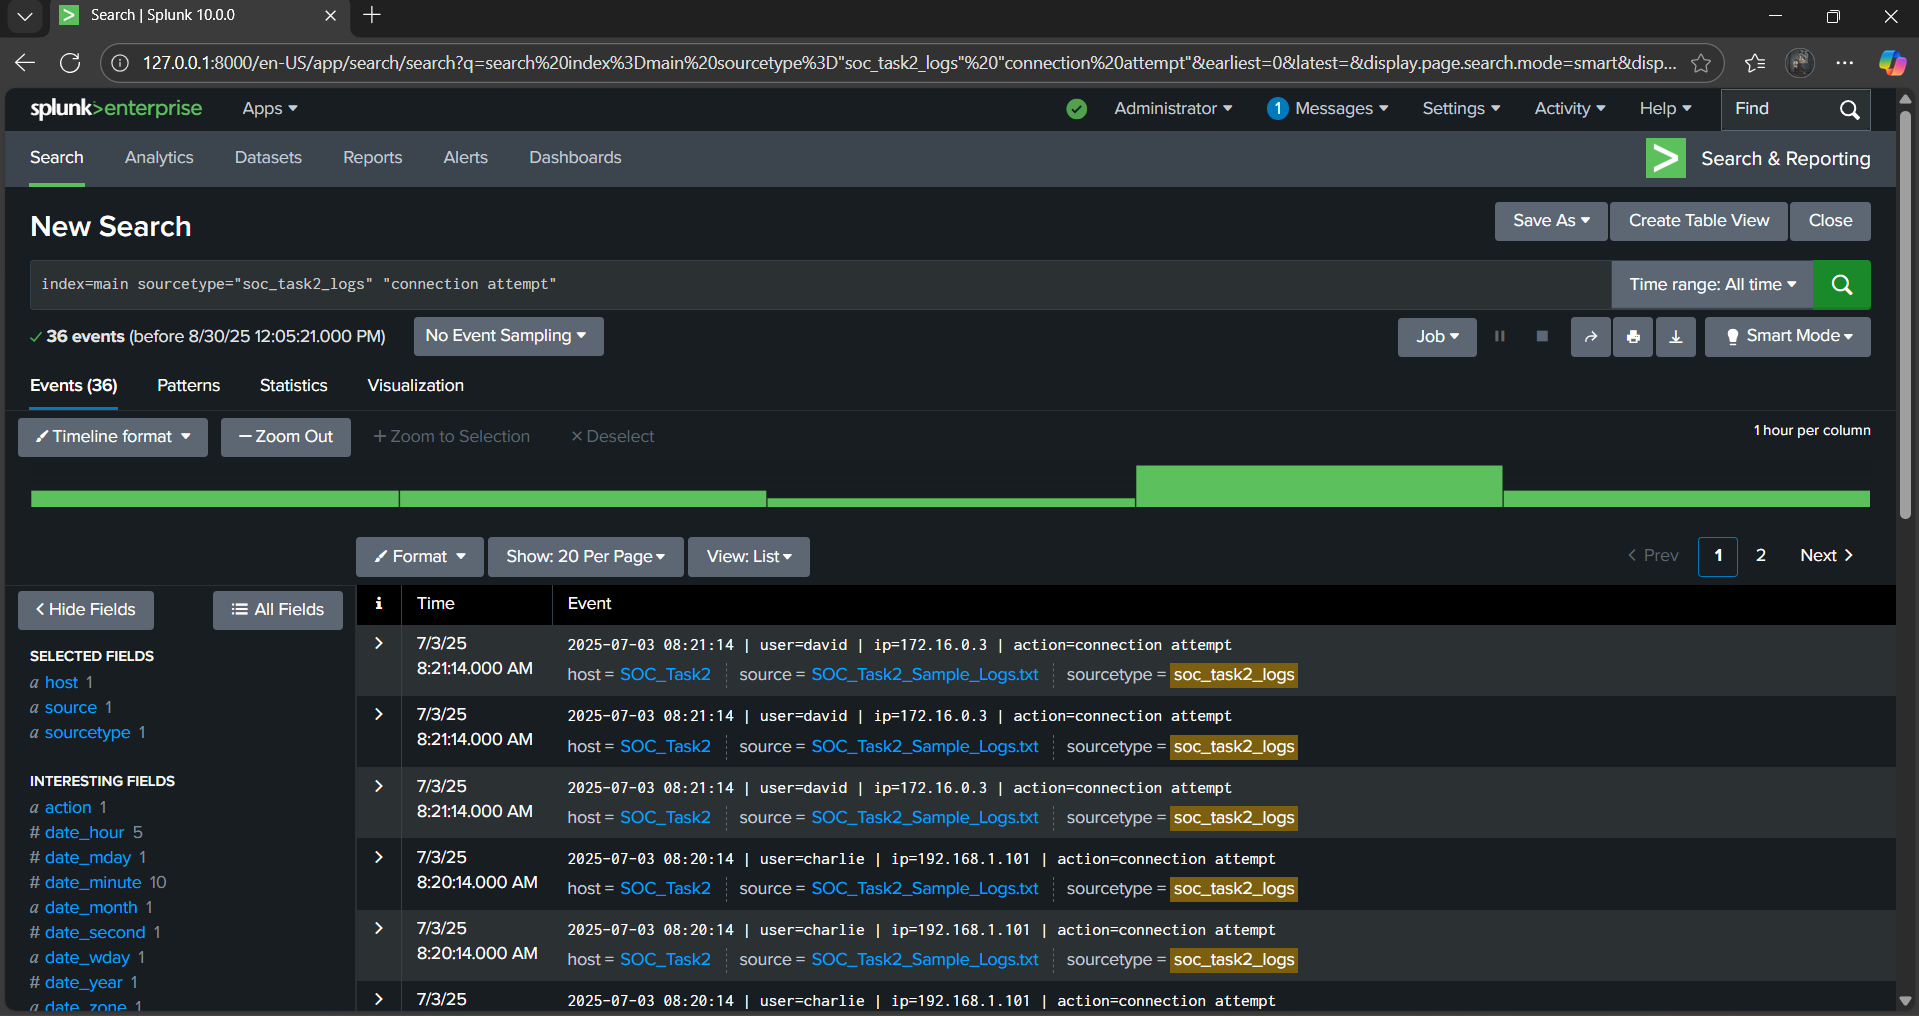 Search | Splunk 10.0.0
127.0.0.1:8000/en-US/app/search/search?q=search%20index%3Dmain%20sourcetype%3D"soc_task2_logs"%20"connection%20attempt"&earliest=0&latest=&display.page.search.mode=smart&disp...
splunk>enterprise Apps Administrator 1 Messages Settings Activity Help Find
Search Analytics Datasets Reports Alerts Dashboards > Search & Reporting
New Search Save As Create Table View Close
index=main sourcetype="soc_task2_logs" "connection attempt" Time range: All time
36 events (before 8/30/25 12:05:21.000 PM) No Event Sampling Job Smart Mode
Events (36) Patterns Statistics Visualization
Timeline format — Zoom Out + Zoom to Selection × Deselect 1 hour per column
Format Show: 20 Per Page View: List < Prev 1 2 Next >
< Hide Fields All Fields i Time Event
SELECTED FIELDS
a host 1
a source 1
a sourcetype 1
INTERESTING FIELDS
a action 1
# date_hour 5
# date_mday 1
# date_minute 10
a date_month 1
# date_second 1
a date_wday 1
# date_year 1
a date_zone 1
> 7/3/25 2025-07-03 08:21:14 | user=david | ip=172.16.0.3 | action=connection attempt
8:21:14.000 AM host = SOC_Task2 source = SOC_Task2_Sample_Logs.txt sourcetype = soc_task2_logs
> 7/3/25 2025-07-03 08:21:14 | user=david | ip=172.16.0.3 | action=connection attempt
8:21:14.000 AM host = SOC_Task2 source = SOC_Task2_Sample_Logs.txt sourcetype = soc_task2_logs
> 7/3/25 2025-07-03 08:21:14 | user=david | ip=172.16.0.3 | action=connection attempt
8:21:14.000 AM host = SOC_Task2 source = SOC_Task2_Sample_Logs.txt sourcetype = soc_task2_logs
> 7/3/25 2025-07-03 08:20:14 | user=charlie | ip=192.168.1.101 | action=connection attempt
8:20:14.000 AM host = SOC_Task2 source = SOC_Task2_Sample_Logs.txt sourcetype = soc_task2_logs
> 7/3/25 2025-07-03 08:20:14 | user=charlie | ip=192.168.1.101 | action=connection attempt
8:20:14.000 AM host = SOC_Task2 source = SOC_Task2_Sample_Logs.txt sourcetype = soc_task2_logs
> 7/3/25 2025-07-03 08:20:14 | user=charlie | ip=192.168.1.101 | action=connection attempt